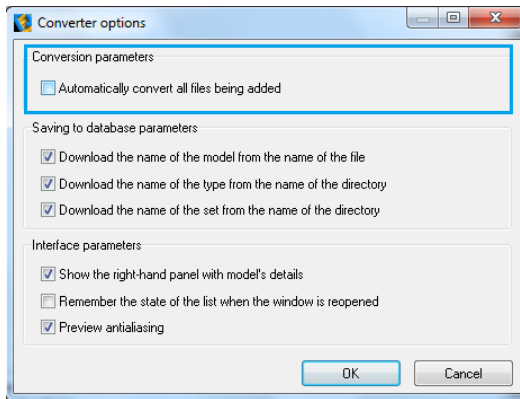 Converter options
Conversion parameters
Automatically convert all files being added
Saving to database parameters
Download the name of the model from the name of the file
Download the name of the type from the name of the directory
Download the name of the set from the name of the directory
Interface parameters
Show the right-hand panel with model's details
Remember the state of the list when the window is reopened
Preview antialiasing
OK
Cancel